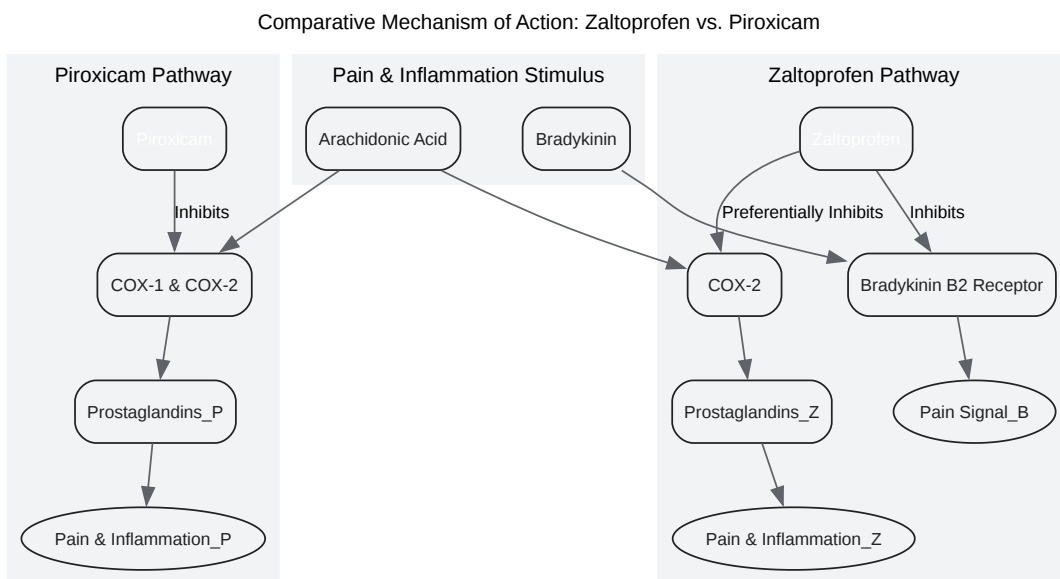 Comparative Mechanism of Action: Zaltoprofen vs. Piroxicam
Piroxicam Pathway
Pain & Inflammation Stimulus
Zaltoprofen Pathway
Piroxicam
Arachidonic Acid
Bradykinin
Zaltoprofen
Inhibits
Preferentially Inhibits
Inhibits
COX-1 & COX-2
COX-2
Bradykinin B2 Receptor
Prostaglandins_P
Prostaglandins_Z
Pain Signal_B
Pain & Inflammation_P
Pain & Inflammation_Z